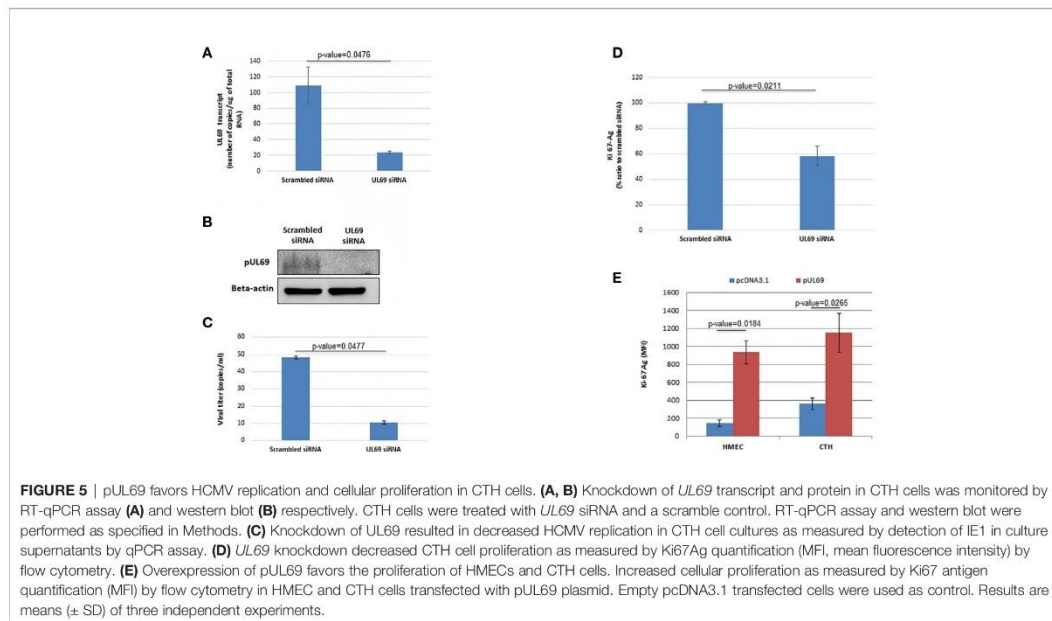 A
p-value=0.0476
UL69 transcript
(number of copies/ug of total
RNA)
140
120
100
80
60
40
20
0
Scrambled siRNA
UL69 siRNA
B
Scrambled
siRNA
UL69
siRNA
pUL69
Beta-actin
C
p-value=0.0477
Viral titer (copies/ml)
60
50
40
30
20
10
0
Scrambled siRNA
UL69 siRNA
D
p-value=0.0211
Ki 67-Ag
(% ratio to scrambled siRNA)
120
100
80
60
40
20
0
Scrambled siRNA
UL69 siRNA
E
pcDNA3.1
pUL69
p-value=0.0184
p-value=0.0265
Ki-67 Ag (MFI)
1600
1400
1200
1000
800
600
400
200
0
HMEC
CTH
FIGURE 5 | pUL69 favors HCMV replication and cellular proliferation in CTH cells. (A, B) Knockdown of UL69 transcript and protein in CTH cells was monitored by
RT-qPCR assay (A) and western blot (B) respectively. CTH cells were treated with UL69 siRNA and a scramble control. RT-qPCR assay and western blot were
performed as specified in Methods. (C) Knockdown of UL69 resulted in decreased HCMV replication in CTH cell cultures as measured by detection of IE1 in culture
supernatants by qPCR assay. (D) UL69 knockdown decreased CTH cell proliferation as measured by Ki67Ag quantification (MFI, mean fluorescence intensity) by
flow cytometry. (E) Overexpression of pUL69 favors the proliferation of HMECs and CTH cells. Increased cellular proliferation as measured by Ki67 antigen
quantification (MFI) by flow cytometry in HMEC and CTH cells transfected with pUL69 plasmid. Empty pcDNA3.1 transfected cells were used as control. Results are
means (± SD) of three independent experiments.